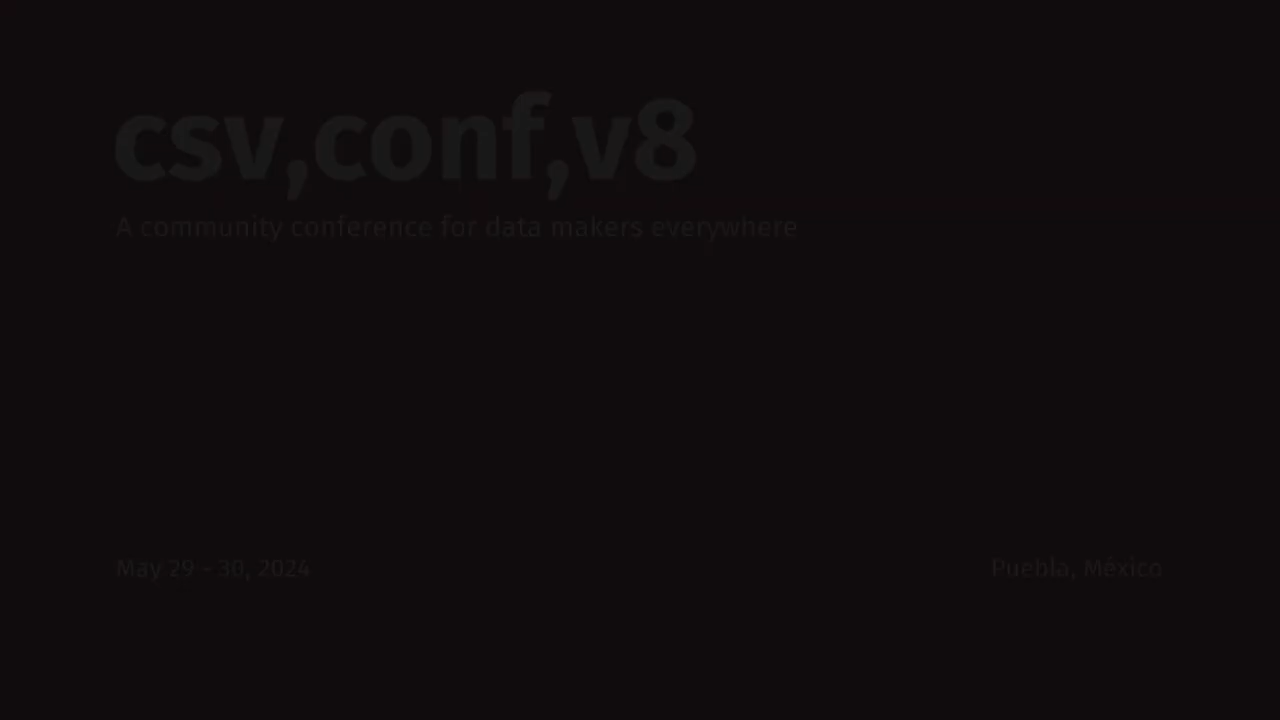 csv,conf,v8
A community conference for data makers everywhere
May 29 - 30, 2024
Puebla, México